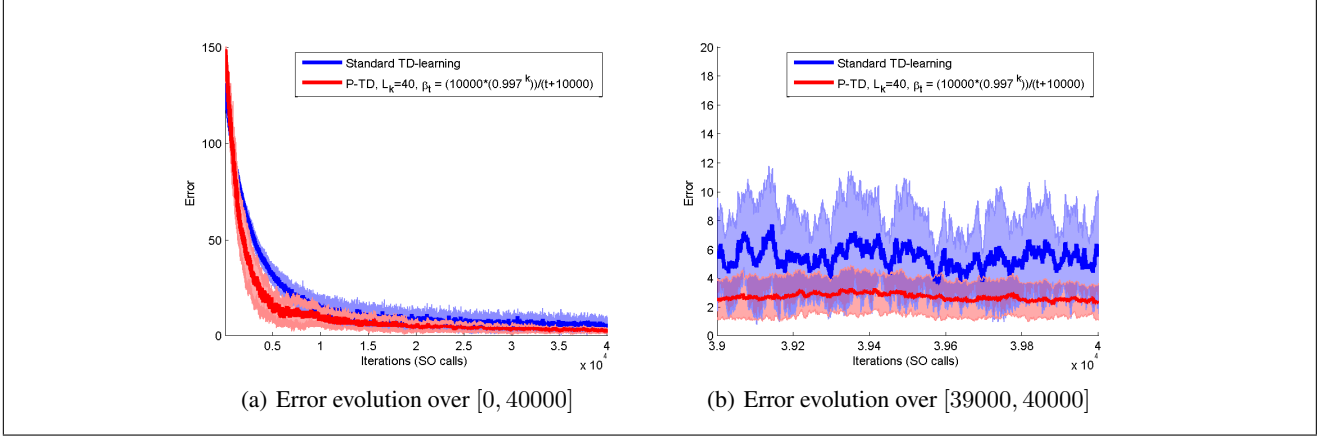 150
100
50
0
Error
Standard TD-learning
P-TD, L_k=40, β_t = (10000*(0.997 ^k))/(t+10000)
0.5 1 1.5 2 2.5 3 3.5 4
Iterations (SO calls)
x 10^4
(a) Error evolution over [0, 40000]
20
18
16
14
12
10
8
6
4
2
0
Error
Standard TD-learning
P-TD, L_k=40, β_t = (10000*(0.997 ^k))/(t+10000)
3.9 3.92 3.94 3.96 3.98 4
Iterations (SO calls)
x 10^4
(b) Error evolution over [39000, 40000]